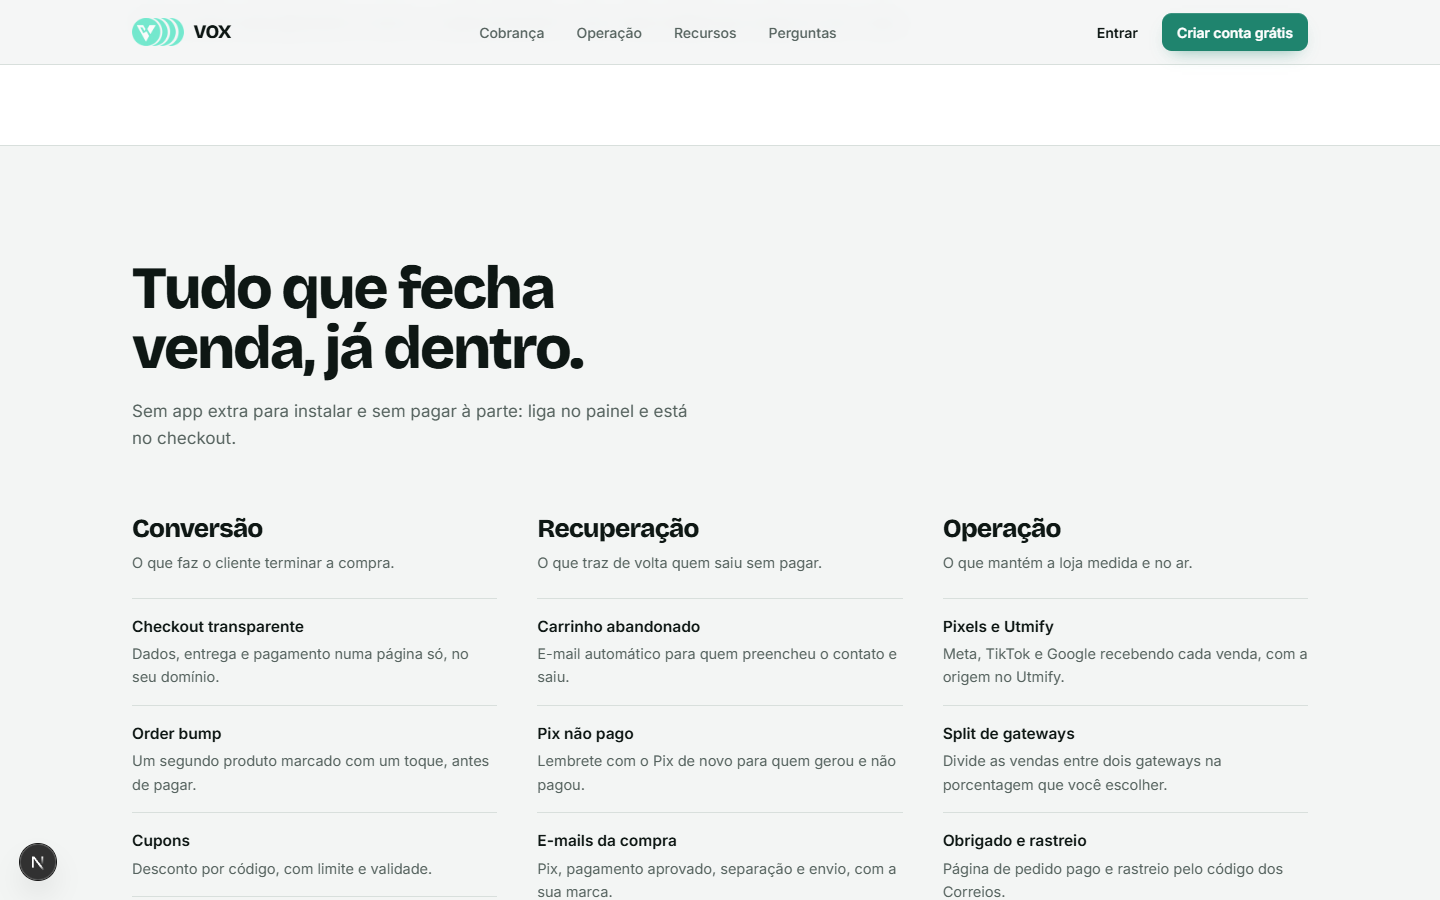 VOX
Cobrança
Operação
Recursos
Perguntas
Entrar
Criar conta grátis
Tudo que fecha
venda, já dentro.
Sem app extra para instalar e sem pagar à parte: liga no painel e está
no checkout.
Conversão
O que faz o cliente terminar a compra.
Checkout transparente
Dados, entrega e pagamento numa página só, no
seu domínio.
Order bump
Um segundo produto marcado com um toque, antes
de pagar.
Cupons
Desconto por código, com limite e validade.
Recuperação
O que traz de volta quem saiu sem pagar.
Carrinho abandonado
E-mail automático para quem preencheu o contato e
saiu.
Pix não pago
Lembrete com o Pix de novo para quem gerou e não
pagou.
E-mails da compra
Pix, pagamento aprovado, separação e envio, com a
sua marca.
Operação
O que mantém a loja medida e no ar.
Pixels e Utmify
Meta, TikTok e Google recebendo cada venda, com a
origem no Utmify.
Split de gateways
Divide as vendas entre dois gateways na
porcentagem que você escolher.
Obrigado e rastreio
Página de pedido pago e rastreio pelo código dos
Correios.
N